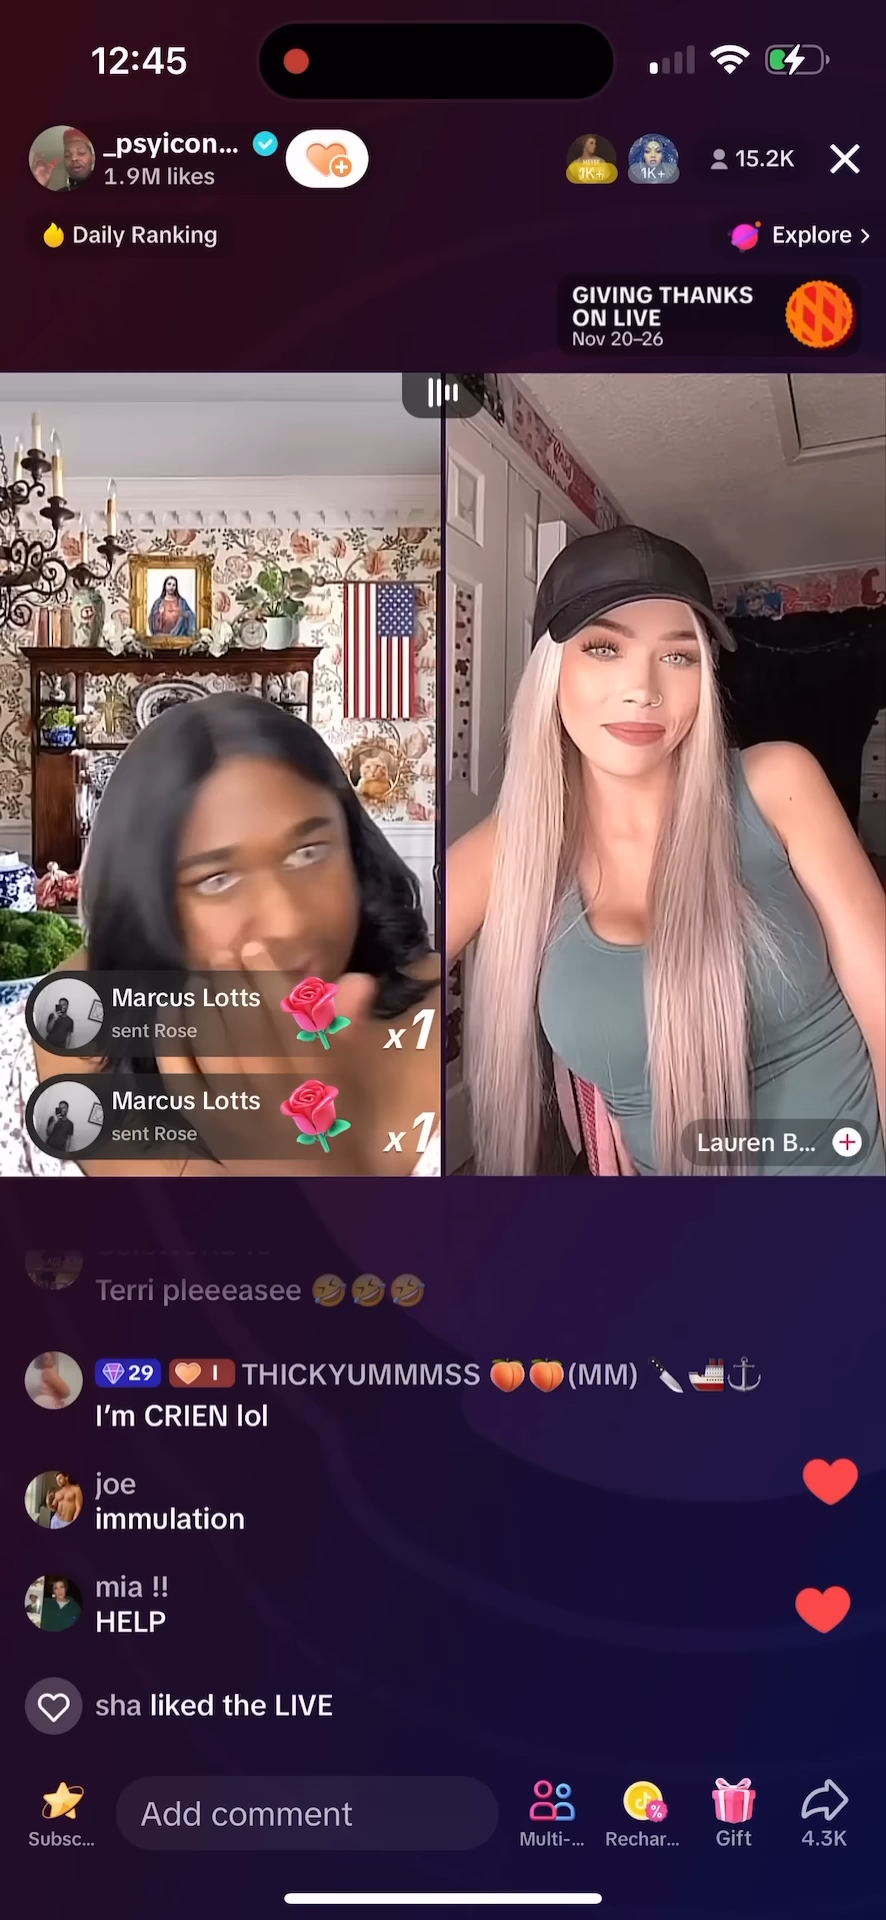 12:45
_psyicon...
1.9M likes
1K+
1K+
15.2K
Daily Ranking
Explore >
GIVING THANKS
ON LIVE
Nov 20–26
Marcus Lotts
sent Rose
x1
Marcus Lotts
sent Rose
x1
Lauren B...
Terri pleeeasee 🤣🤣🤣
29 I THICKYUMMMSS 🍑🍑(MM) 🔪🚢⚓
I'm CRIEN lol
joe
immulation
mia !!
HELP
sha liked the LIVE
Subsc...
Add comment
Multi-...
Rechar...
Gift
4.3K